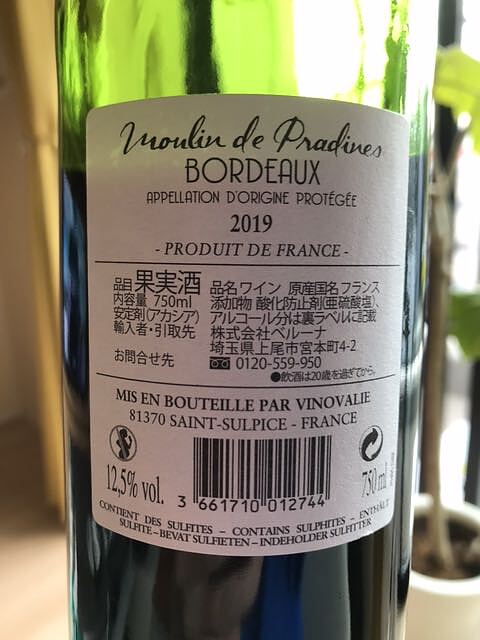 Moulin de Pradines
BORDEAUX
APPELLATION D'ORIGINE PROTÉGÉE
2019
- PRODUIT DE FRANCE -
品目 果実酒 品名 ワイン 原産国名 フランス
内容量 750ml 添加物 酸化防止剤(亜硫酸塩)、
安定剤(アカシア) アルコール分は裏ラベルに記載
輸入者・引取先 株式会社ベルーナ
埼玉県上尾市宮本町4-2
お問合せ先 0120-559-950
●飲酒は20歳を過ぎてから。
MIS EN BOUTEILLE PAR VINOVALIE
81370 SAINT-SULPICE - FRANCE
12,5% vol. 750 ml
3 661710 012744
CONTIENT DES SULFITES – CONTAINS SULPHITES – ENTHÄLT
SULFITE – BEVAT SULFIETEN – INDEHOLDER SULFITTER